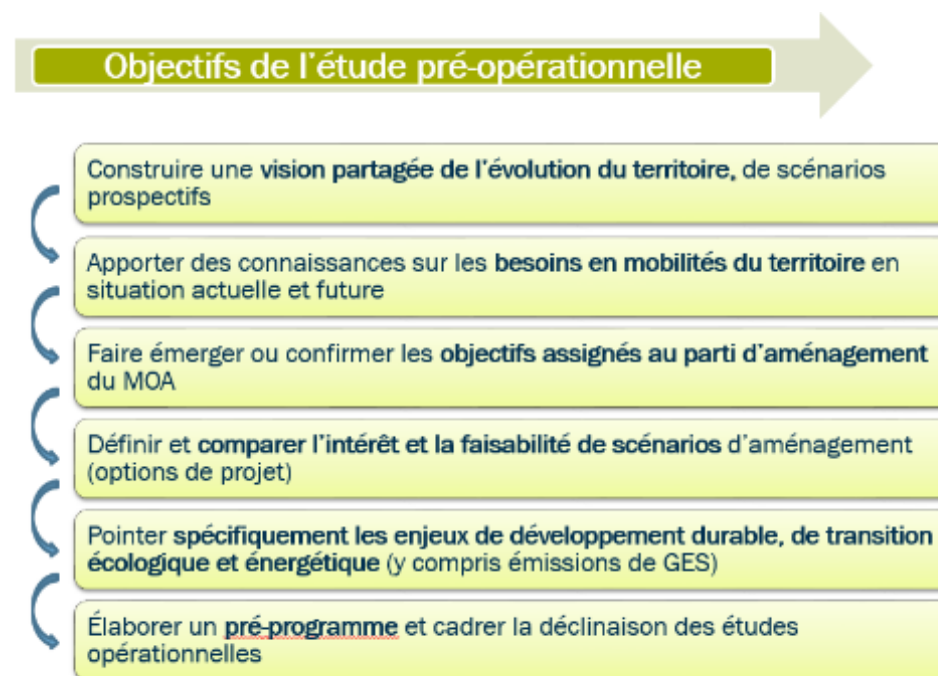 Objectifs de l'étude pré-opérationnelle
Construire une vision partagée de l'évolution du territoire, de scénarios
prospectifs
Apporter des connaissances sur les besoins en mobilités du territoire en
situation actuelle et future
Faire émerger ou confirmer les objectifs assignés au parti d'aménagement
du MOA
Définir et comparer l'intérêt et la faisabilité de scénarios d'aménagement
(options de projet)
Pointer spécifiquement les enjeux de développement durable, de transition
écologique et énergétique (y compris émissions de GES)
Élaborer un pré-programme et cadrer la déclinaison des études
opérationnelles